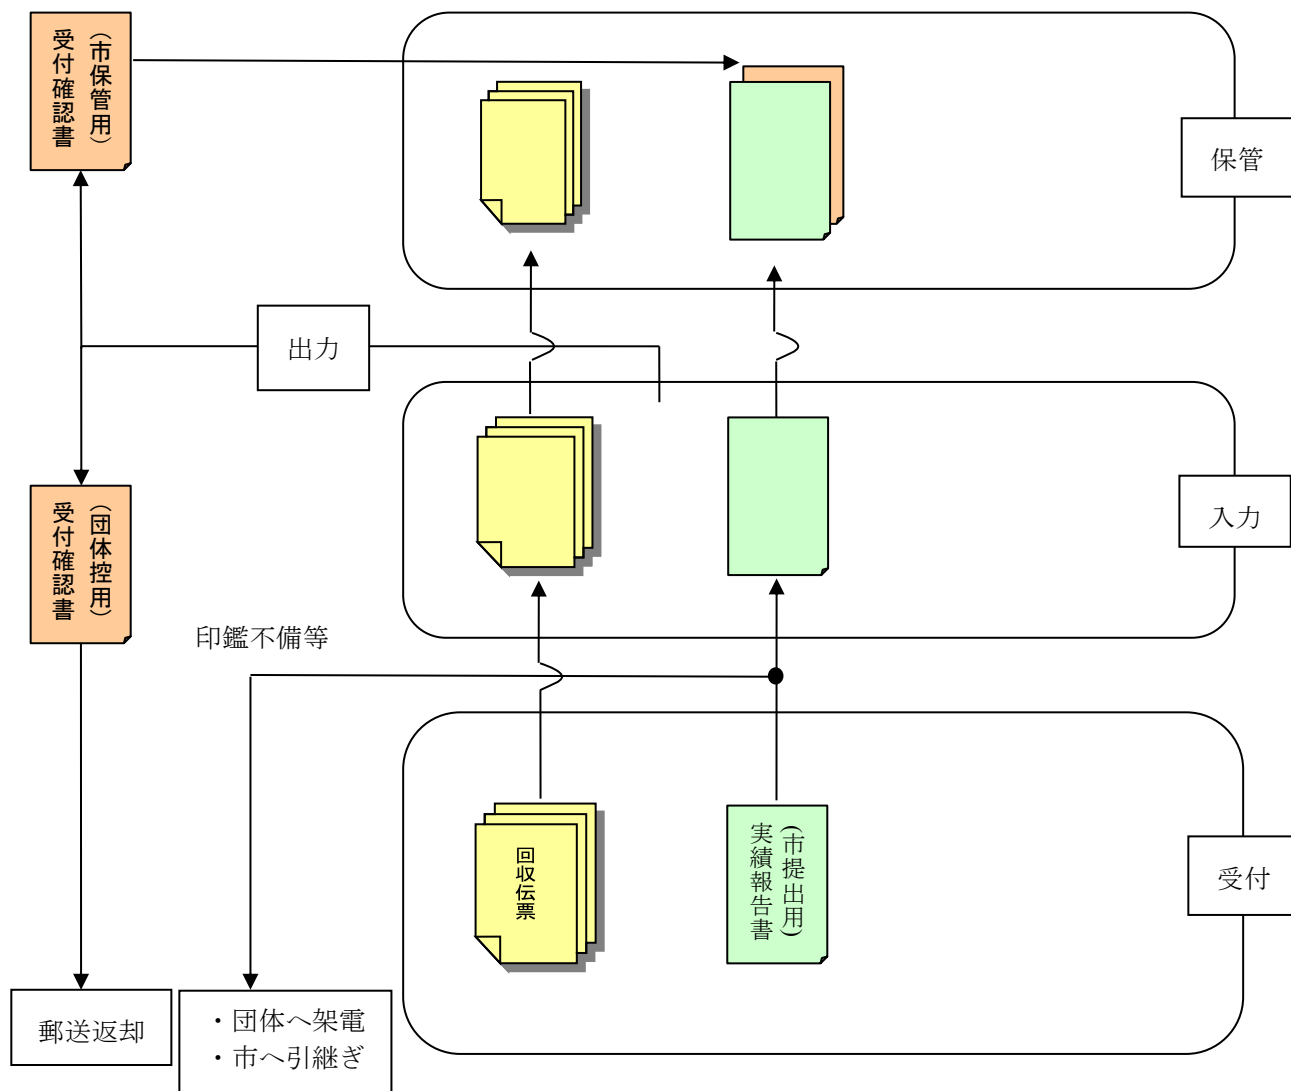 受付確認書
（市保管用）
保管
出力
受付確認書
（団体控用）
入力
印鑑不備等
回収伝票
実績報告書
(市提出用)
受付
郵送返却
・団体へ架電
・市へ引継ぎ